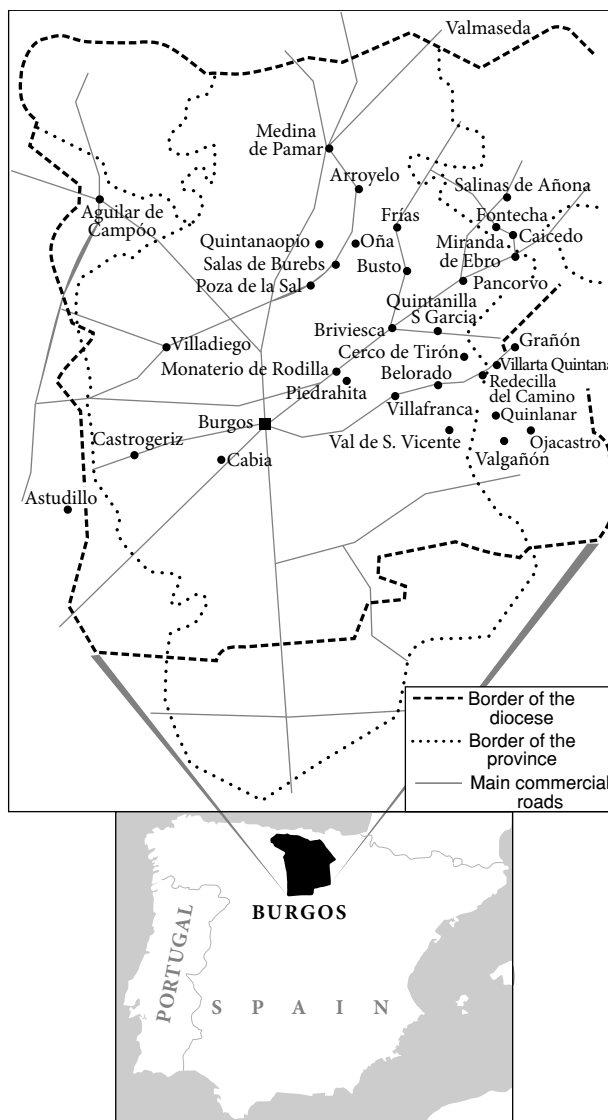 Valmaseda
Medina
de Pamar
Arroyelo
Salinas de Añona
Aguilar de
Campóo
Frías
Fontecha
Quintanaopio
Oña
Miranda
de Ebro
Caicedo
Salas de Burebs
Busto
Poza de la Sal
Pancorvo
Quintanilla
S Garcia
Briviesca
Villadiego
Grañón
Cerco de Tirón
Monaterio de Rodilla
Villarta Quintana
Piedrahita
Belorado
Redecilla
del Camino
Villafranca
Quinlanar
Burgos
Castrogeriz
Val de S. Vicente
Ojacastro
Cabia
Valgañón
Astudillo
Border of the
diocese
Border of the
province
Main commercial
roads
BURGOS
PORTUGAL
SPAIN